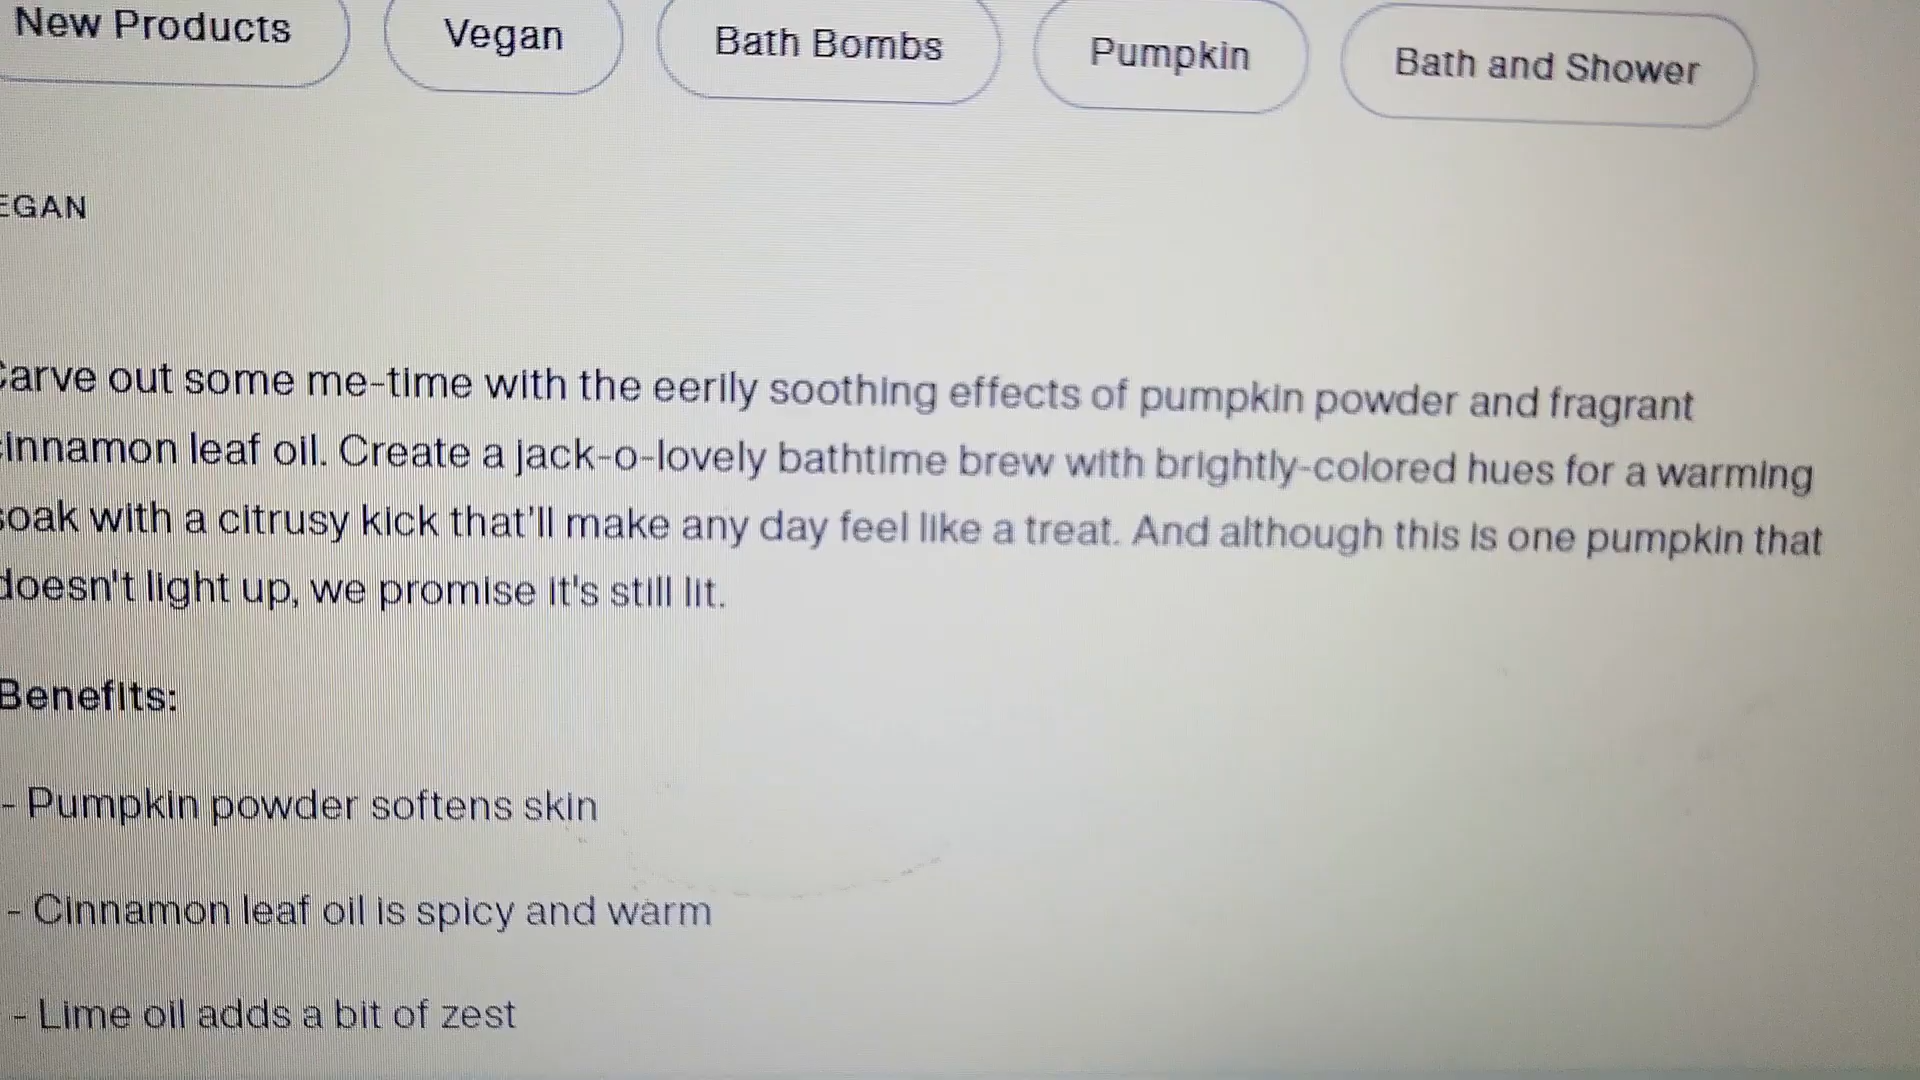 New Products Vegan Bath Bombs Pumpkin Bath and Shower
EGAN
Carve out some me-time with the eerily soothing effects of pumpkin powder and fragrant
cinnamon leaf oil. Create a jack-o-lovely bathtime brew with brightly-colored hues for a warming
soak with a citrusy kick that'll make any day feel like a treat. And although this is one pumpkin that
doesn't light up, we promise it's still lit.
Benefits:
- Pumpkin powder softens skin
- Cinnamon leaf oil is spicy and warm
- Lime oil adds a bit of zest